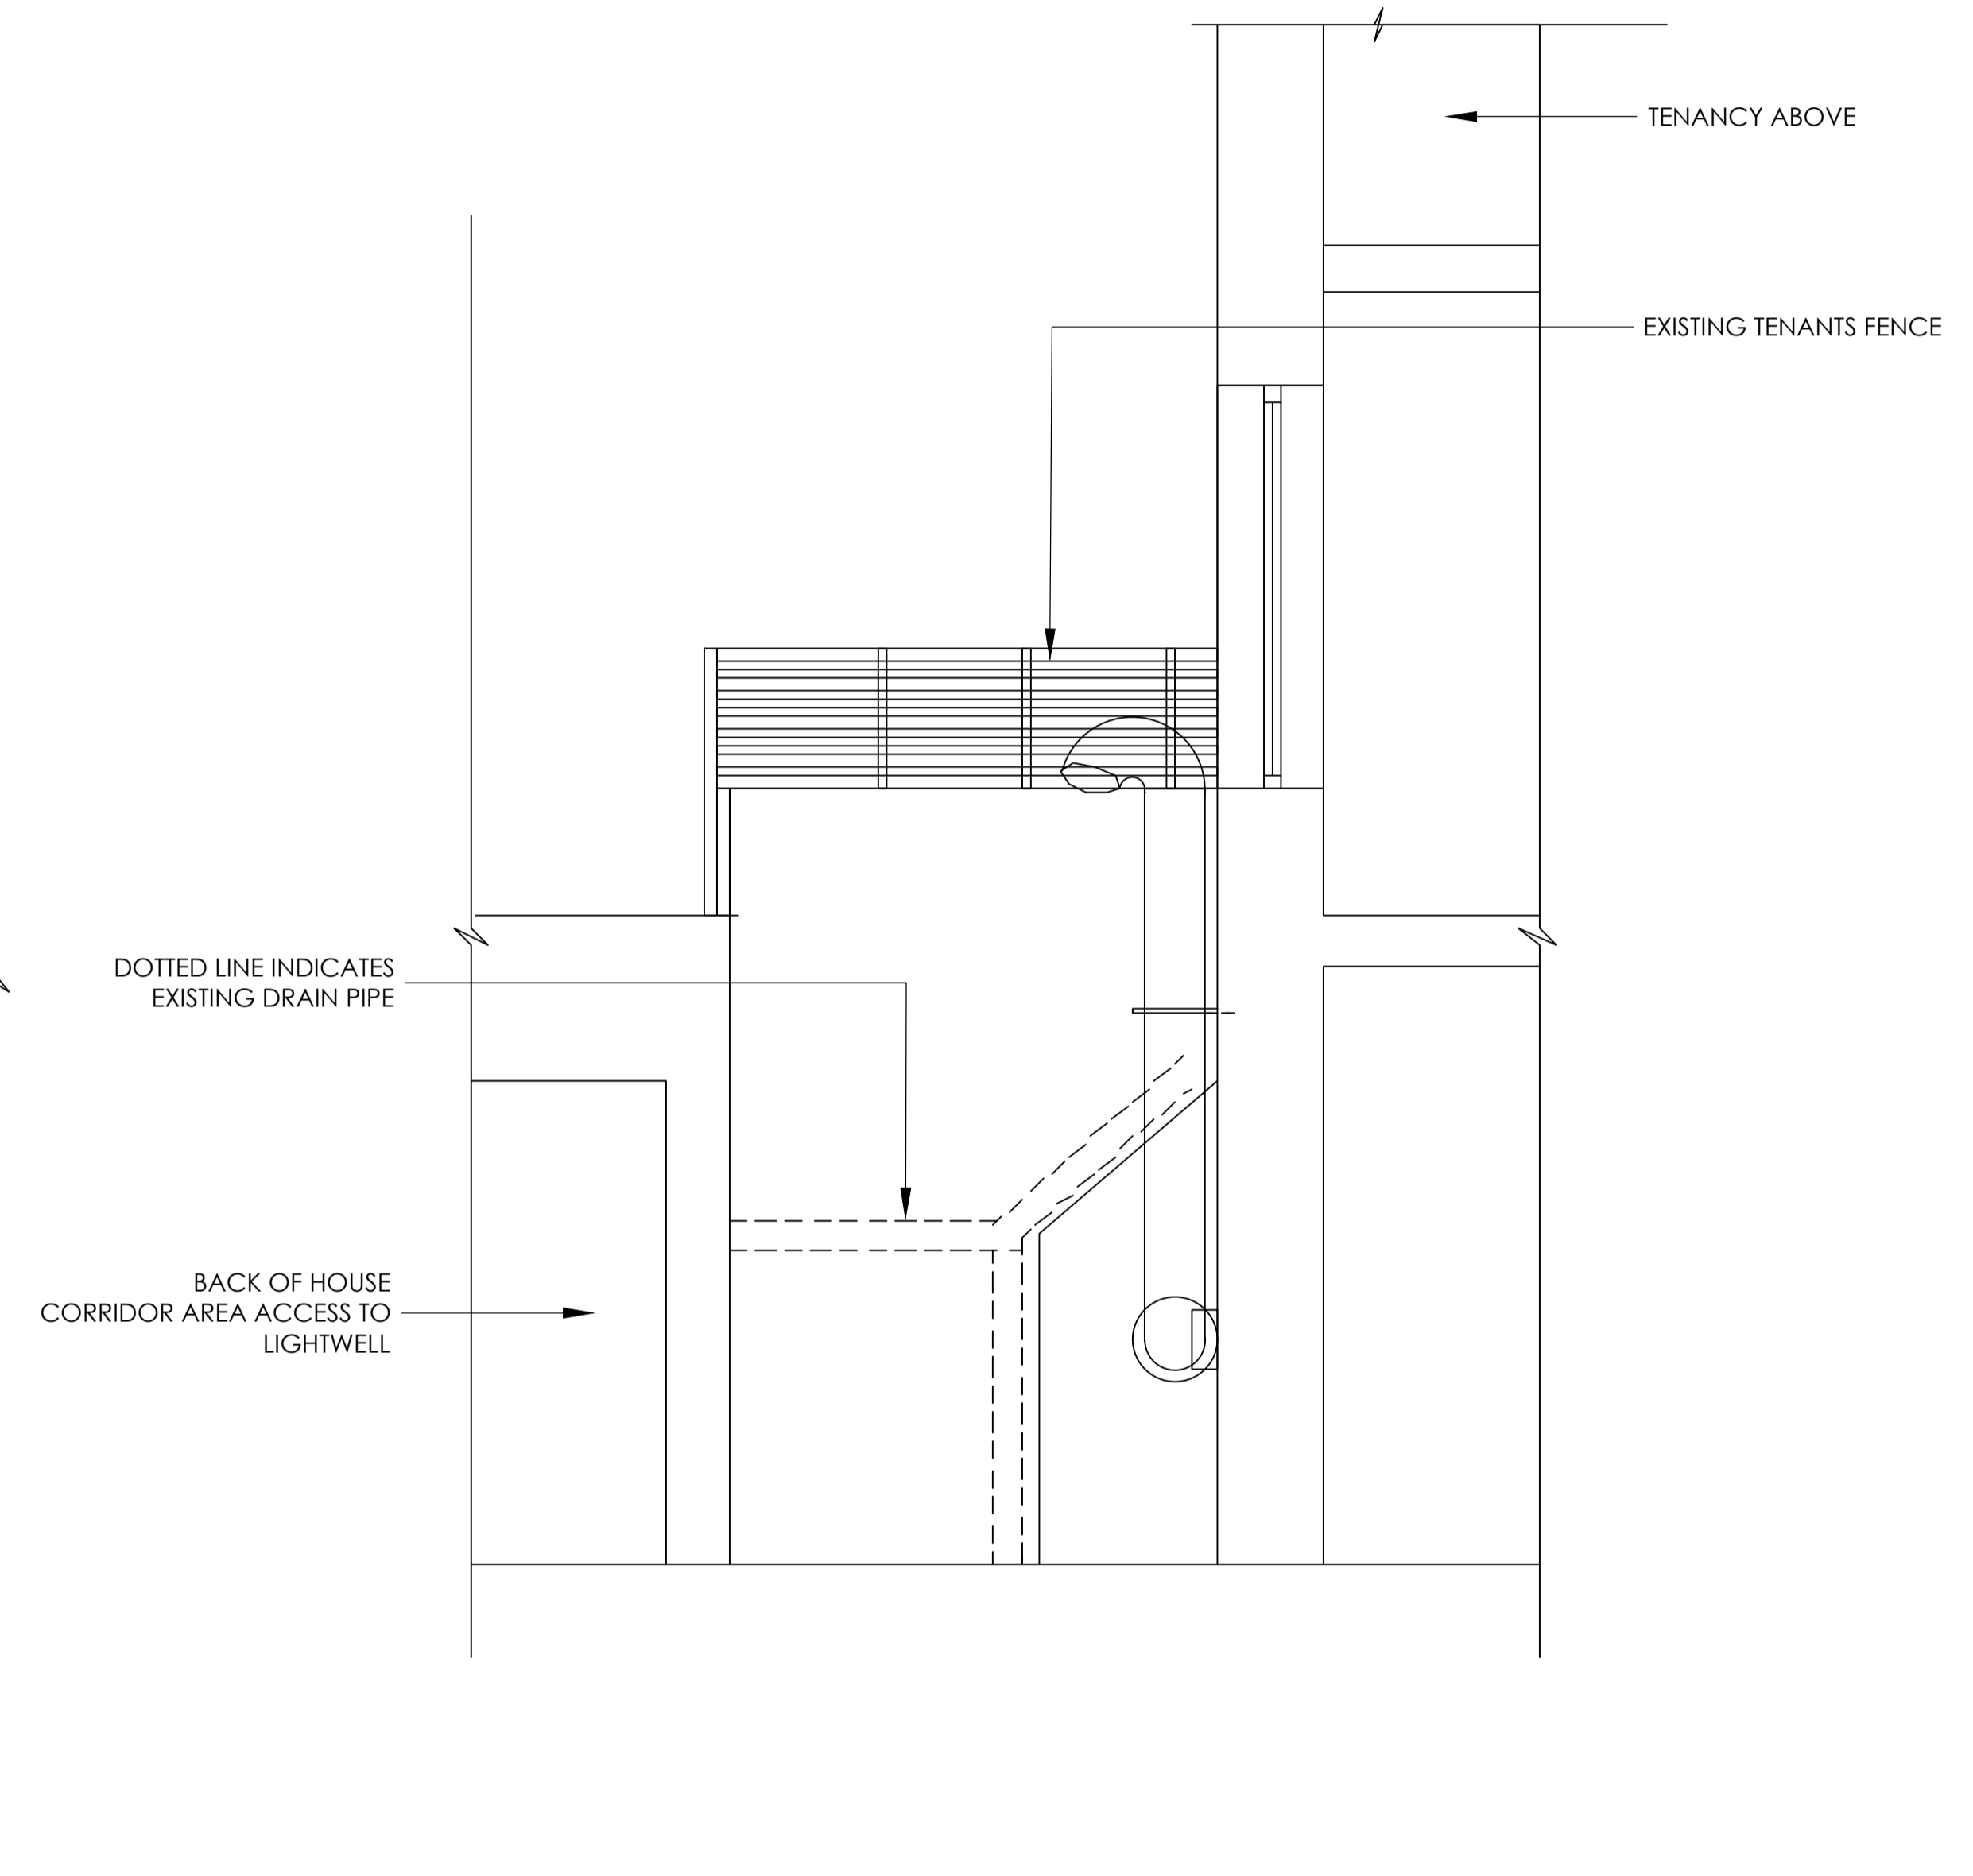 TENANCY ABOVE
EXISTING TENANTS FENCE
DOTTED LINE INDICATES
EXISTING DRAIN PIPE
BACK OF HOUSE
CORRIDOR AREA ACCESS TO
LIGHTWELL